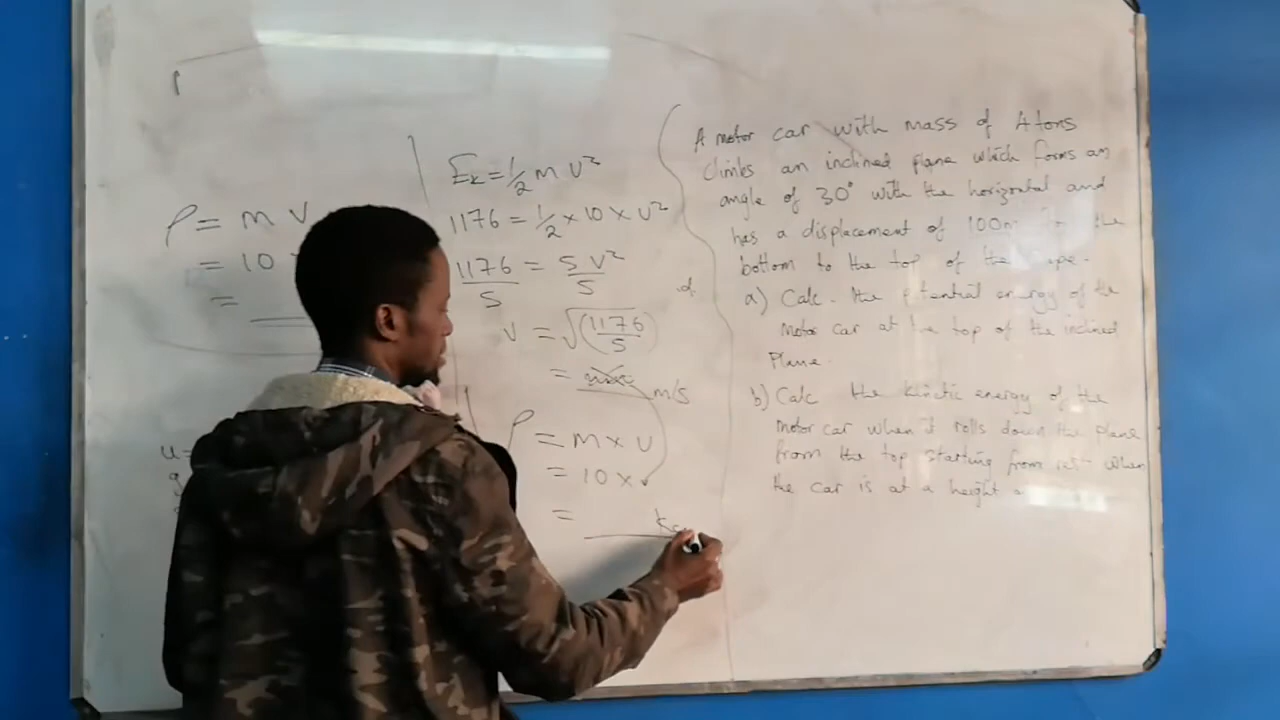 ρ = m v
= 10
=
u=
g
Ek = 1/2 m v²
1176 = 1/2 × 10 × v²
1176/5 = 5v²/5
v = √(1176/5)
= m/s
ρ = m × v
= 10 ×
= kg
A motor car with mass of 4 tons
climbs an inclined plane which forms an
angle of 30° with the horizontal and
has a displacement of 100m the
bottom to the top of the
a) Calc. the potential energy of the
motor car at the top of the inclined
Plane.
b) Calc the kinetic energy of the
motor car when it rolls down the plane
from the top starting from rest when
the car is at a height